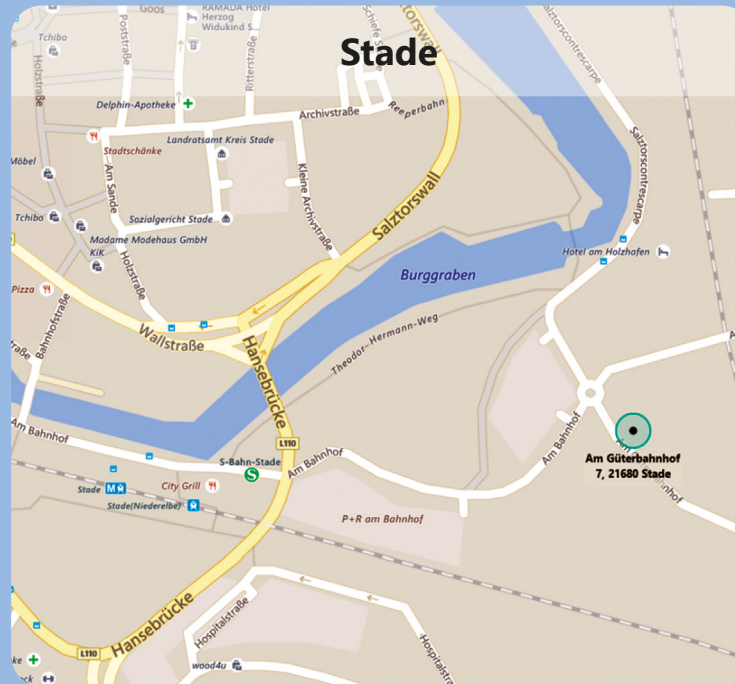 Goos
RAMADA Hotel
Herzog
Widukind S...
Stade
Tchibo
Poststraße
Ritterstraße
Schiefe S
Salztorscontrescarpe
Holzstraße
Delphin-Apotheke
Archivstraße
Reeperbahn
Stadtschänke
Landratsamt Kreis Stade
Salztorscontrescarpe
Möbel
Am Sande
Kleine Archivstraße
Salztorswall
Tchibo
Sozialgericht Stade
Madame Modehaus GmbH
KiK
Holzstraße
Hotel am Holzhafen
Burggraben
Pizza
Bahnhofstraße
Wallstraße
Theodor-Hermann-Weg
Hansebrücke
Am Bahnhof
L110
S-Bahn-Stade
S
Am Bahnhof
Am Bahnhof
Am Güterbahnhof
7, 21680 Stade
City Grill
Stade
M
Stade(Niederelbe)
P+R am Bahnhof
Hansebrücke
L110
Hospitalstraße
Hospitalstra
wood4u